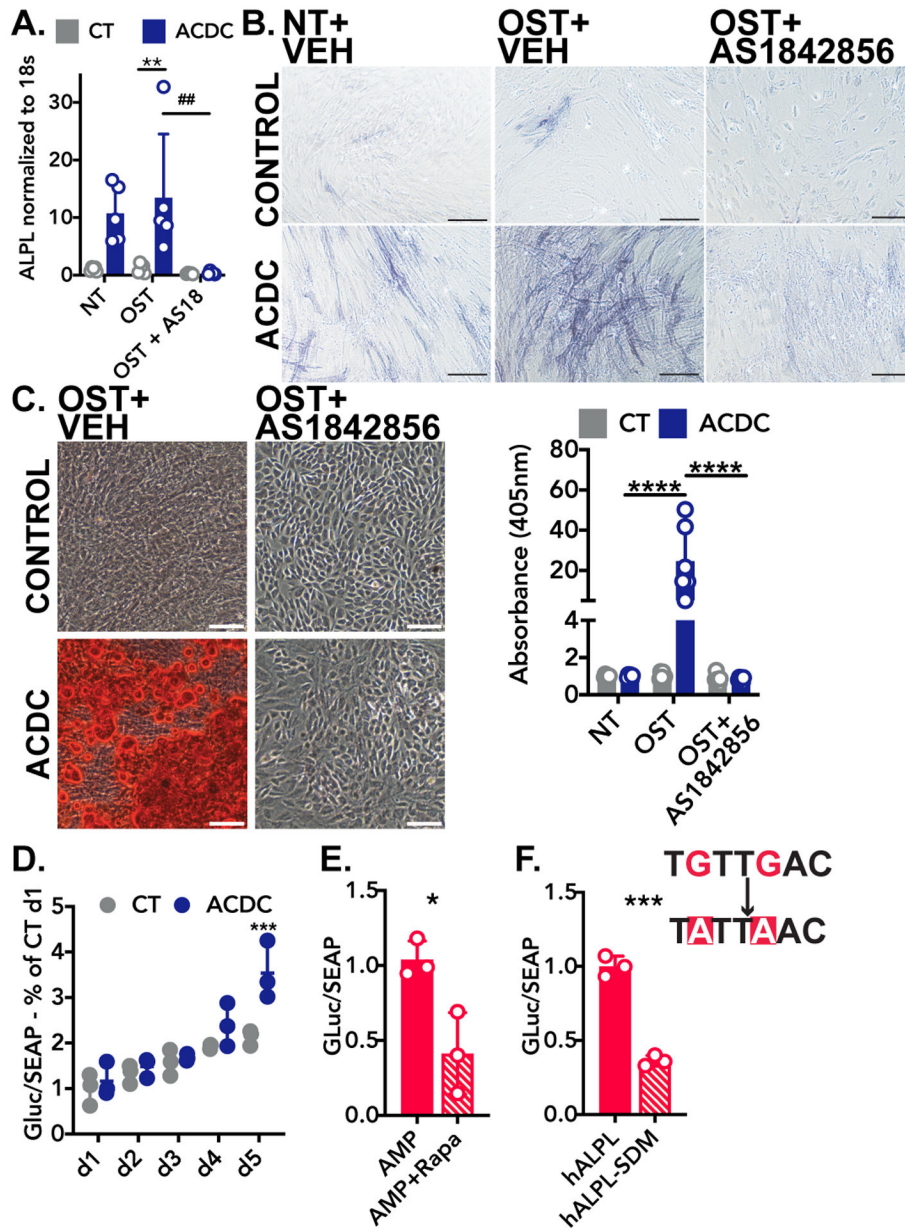 A.
CT ACDC
ALPL normalized to 18s
30
20
10
0
**
##
NT
OST
OST + AS18
B.
NT+
VEH
OST+
VEH
OST+
AS1842856
CONTROL
ACDC
C.
OST+
VEH
OST+
AS1842856
CONTROL
ACDC
CT ACDC
Absorbance (405nm)
80
60
40
20
4
2
0
**** ****
NT
OST
OST+
AS1842856
D.
CT ACDC
Gluc/SEAP - % of CT d1
5
4
3
2
1
0
***
d1
d2
d3
d4
d5
E.
GLuc/SEAP
1.5
1.0
0.5
0.0
*
AMP
AMP+Rapa
F.
GLuc/SEAP
1.5
1.0
0.5
0.0
***
hALPL
hALPL-SDM
TGTTGAC
TATTAAC